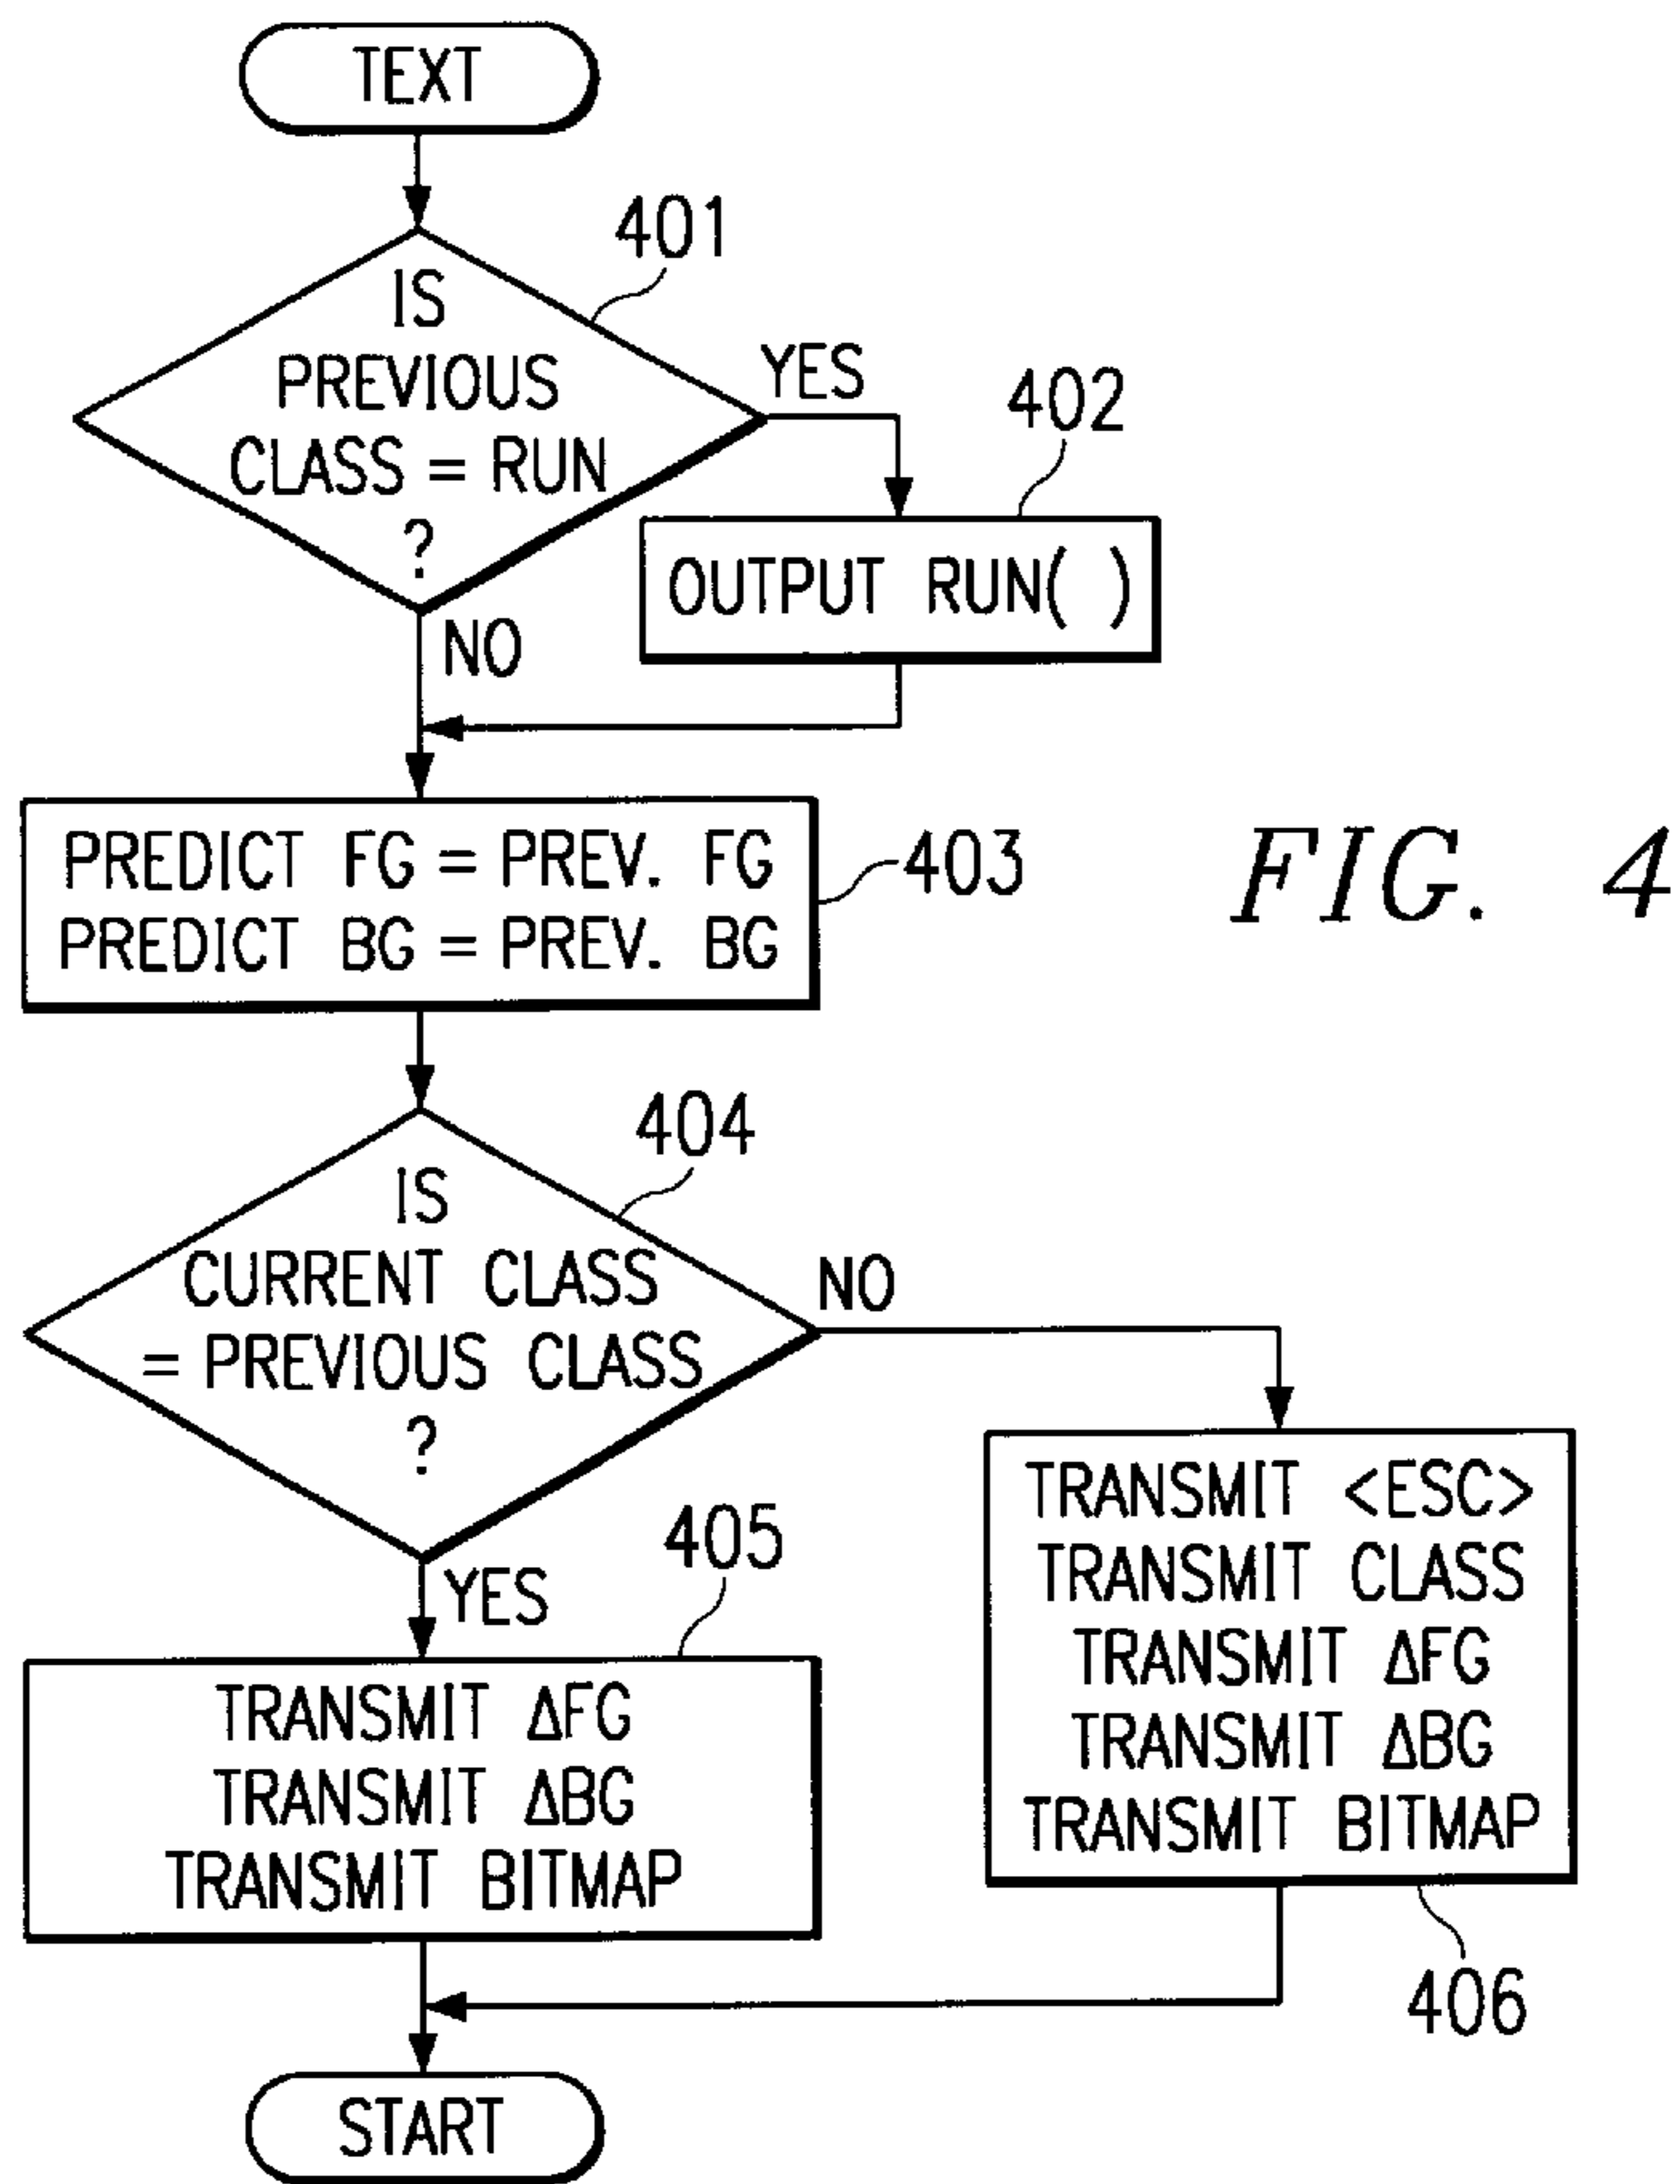 TEXT
401
IS
PREVIOUS
CLASS = RUN
?
YES
402
OUTPUT RUN( )
NO
PREDICT FG = PREV. FG
PREDICT BG = PREV. BG
403
FIG. 4
404
IS
CURRENT CLASS
= PREVIOUS CLASS
?
NO
YES
405
TRANSMIT ΔFG
TRANSMIT ΔBG
TRANSMIT BITMAP
TRANSMIT <ESC>
TRANSMIT CLASS
TRANSMIT ΔFG
TRANSMIT ΔBG
TRANSMIT BITMAP
406
START